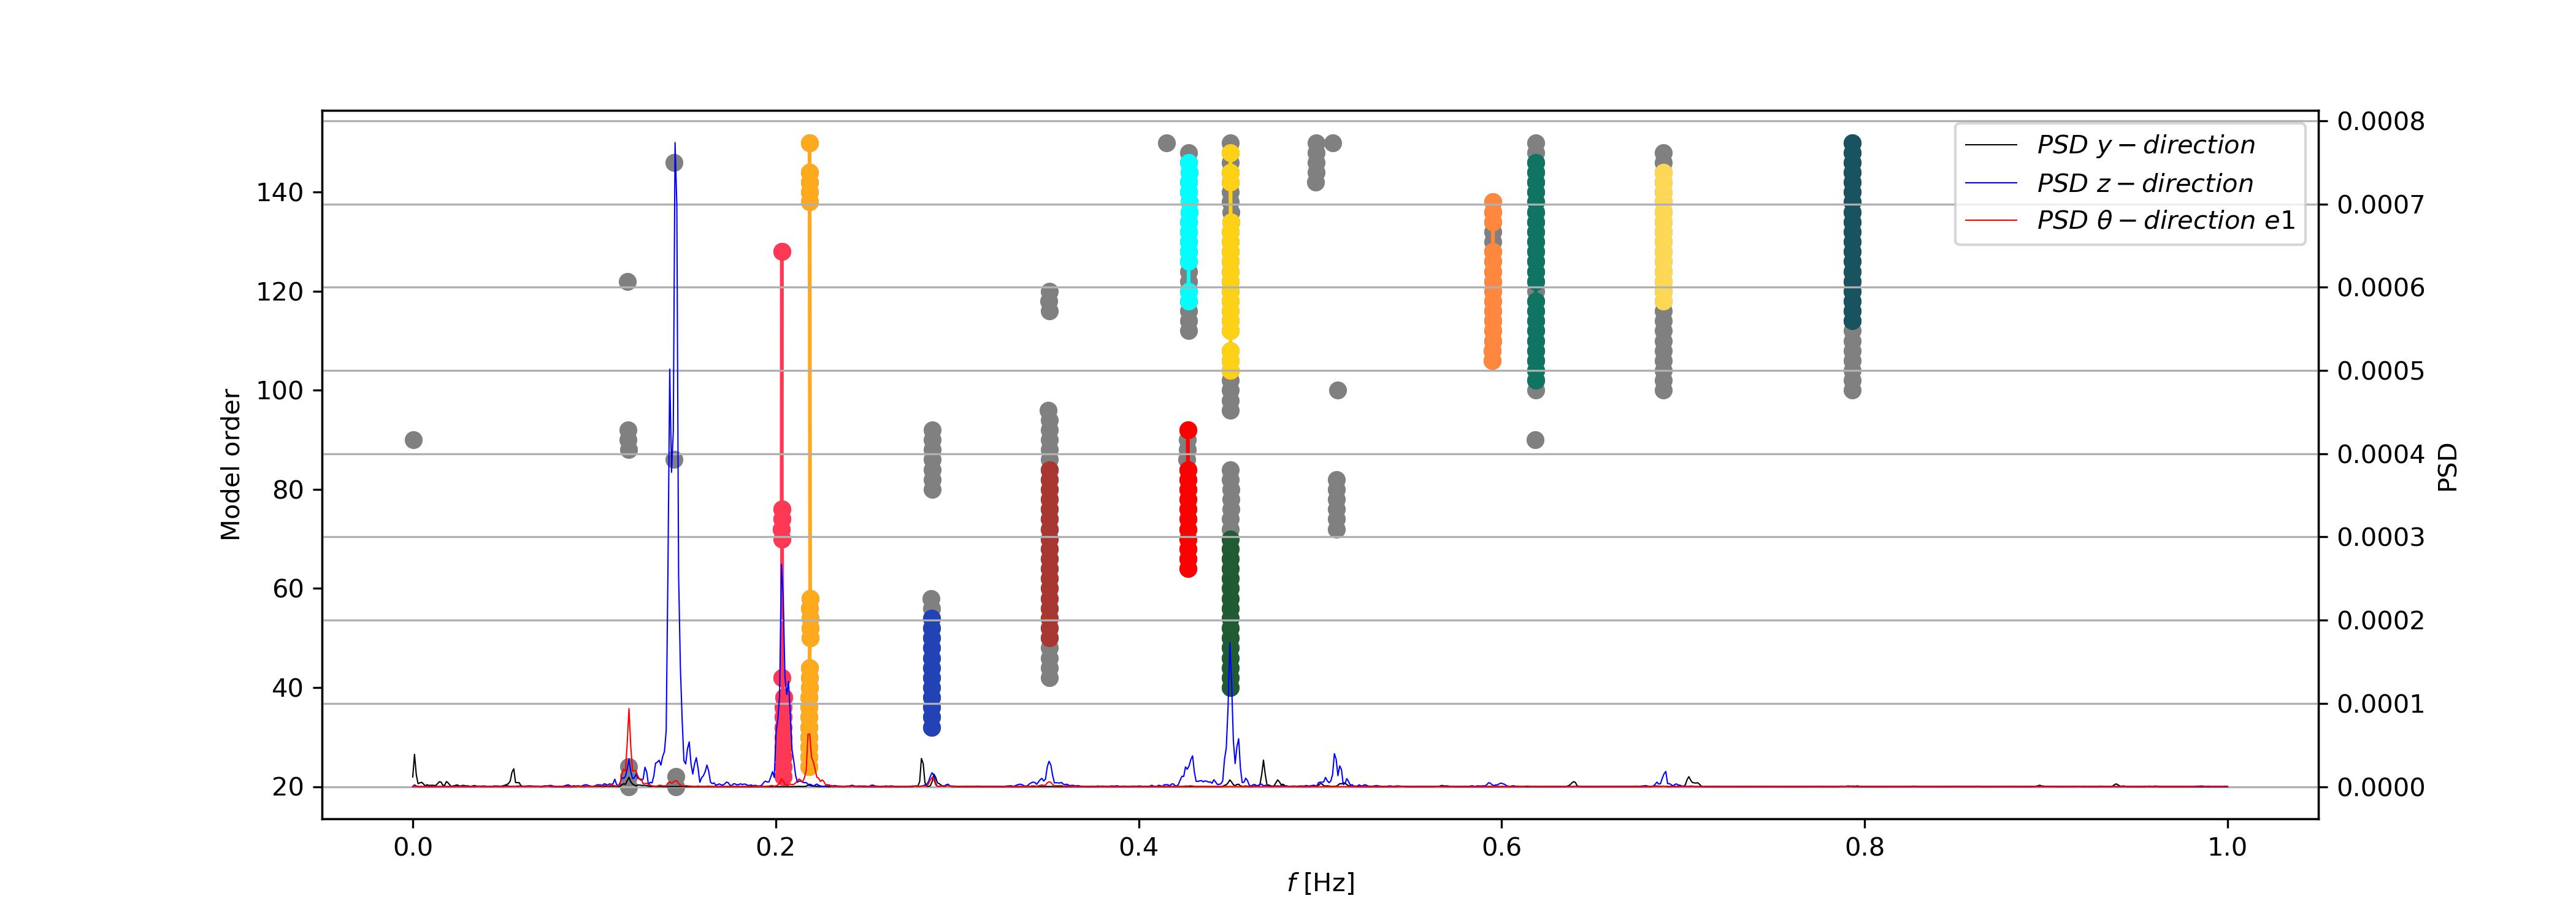 PSD y − direction
PSD z − direction
PSD θ − direction e1
Model order
140
120
100
80
60
40
20
0.0008
0.0007
0.0006
0.0005
0.0004
0.0003
0.0002
0.0001
0.0000
PSD
0.0 0.2 0.4 0.6 0.8 1.0
f [Hz]